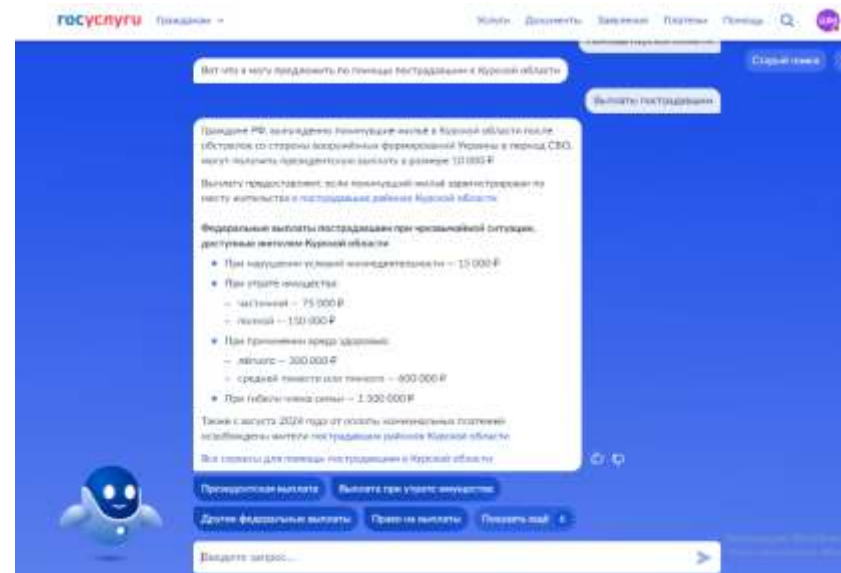 госуслуги Гражданам
Услуги Документы Заявления Платежи Помощь
Старый поиск
Вот что я могу предложить по помощи пострадавшим в Курской области
Выплаты пострадавшим
Граждане РФ, вынужденно покинувшие жильё в Курской области после
обстрелов со стороны вооружённых формирований Украины в период СВО,
могут получить президентскую выплату в размере 10 000 ₽
Выплату предоставляют, если покинувший жильё зарегистрирован по
месту жительства в пострадавших районах Курской области
Федеральные выплаты пострадавшим при чрезвычайной ситуации,
доступные жителям Курской области
При нарушении условий жизнедеятельности — 15 000 ₽
При утрате имущества:
— частичной — 75 000 ₽
— полной — 150 000 ₽
При причинении вреда здоровью:
— лёгкого — 300 000 ₽
— средней тяжести или тяжкого — 600 000 ₽
При гибели члена семьи — 1 500 000 ₽
Также с августа 2024 года от оплаты коммунальных платежей
освобождены жители пострадавших районов Курской области
Все сервисы для помощи пострадавшим в Курской области
Президентская выплата Выплата при утрате имущества
Другие федеральные выплаты Право на выплаты Показать ещё 6
Введите запрос...